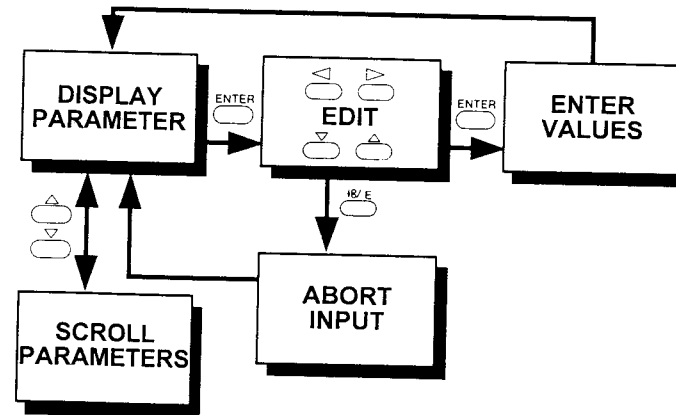 DISPLAY
PARAMETER
ENTER
EDIT
ENTER
ENTER
VALUES
ABORT
INPUT
SCROLL
PARAMETERS